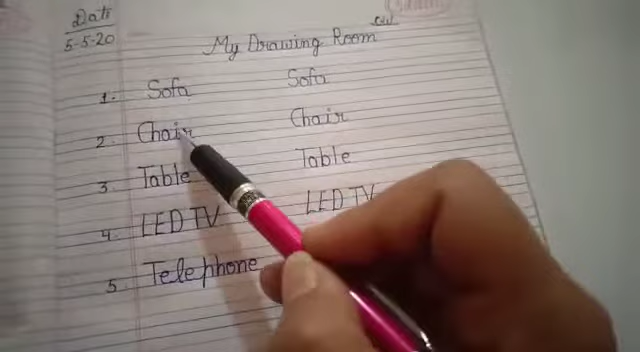 Date
5-5-20
C.W
My Drawing Room
1. Sofa Sofa
2. Chair Chair
3. Table Table
4. LED TV LED TV
5. Telephone